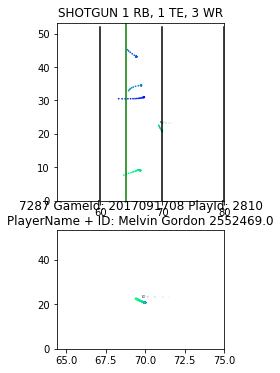 SHOTGUN 1 RB, 1 TE, 3 WR
50
40
30
20
10
0
60 70 80
7287 GameId: 2017091708 PlayId: 2810
PlayerName + ID: Melvin Gordon 2552469.0
40
20
0
65.0 67.5 70.0 72.5 75.0